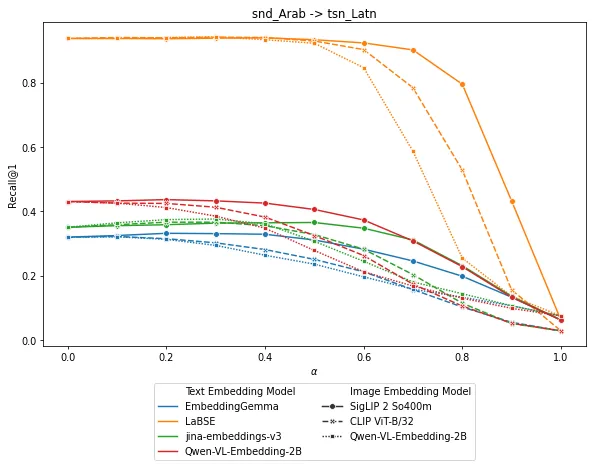 snd_Arab -> tsn_Latn
Recall@1
0.8
0.6
0.4
0.2
0.0
0.0 0.2 0.4 0.6 0.8 1.0
α
Text Embedding Model Image Embedding Model
EmbeddingGemma SigLIP 2 So400m
LaBSE CLIP ViT-B/32
jina-embeddings-v3 Qwen-VL-Embedding-2B
Qwen-VL-Embedding-2B